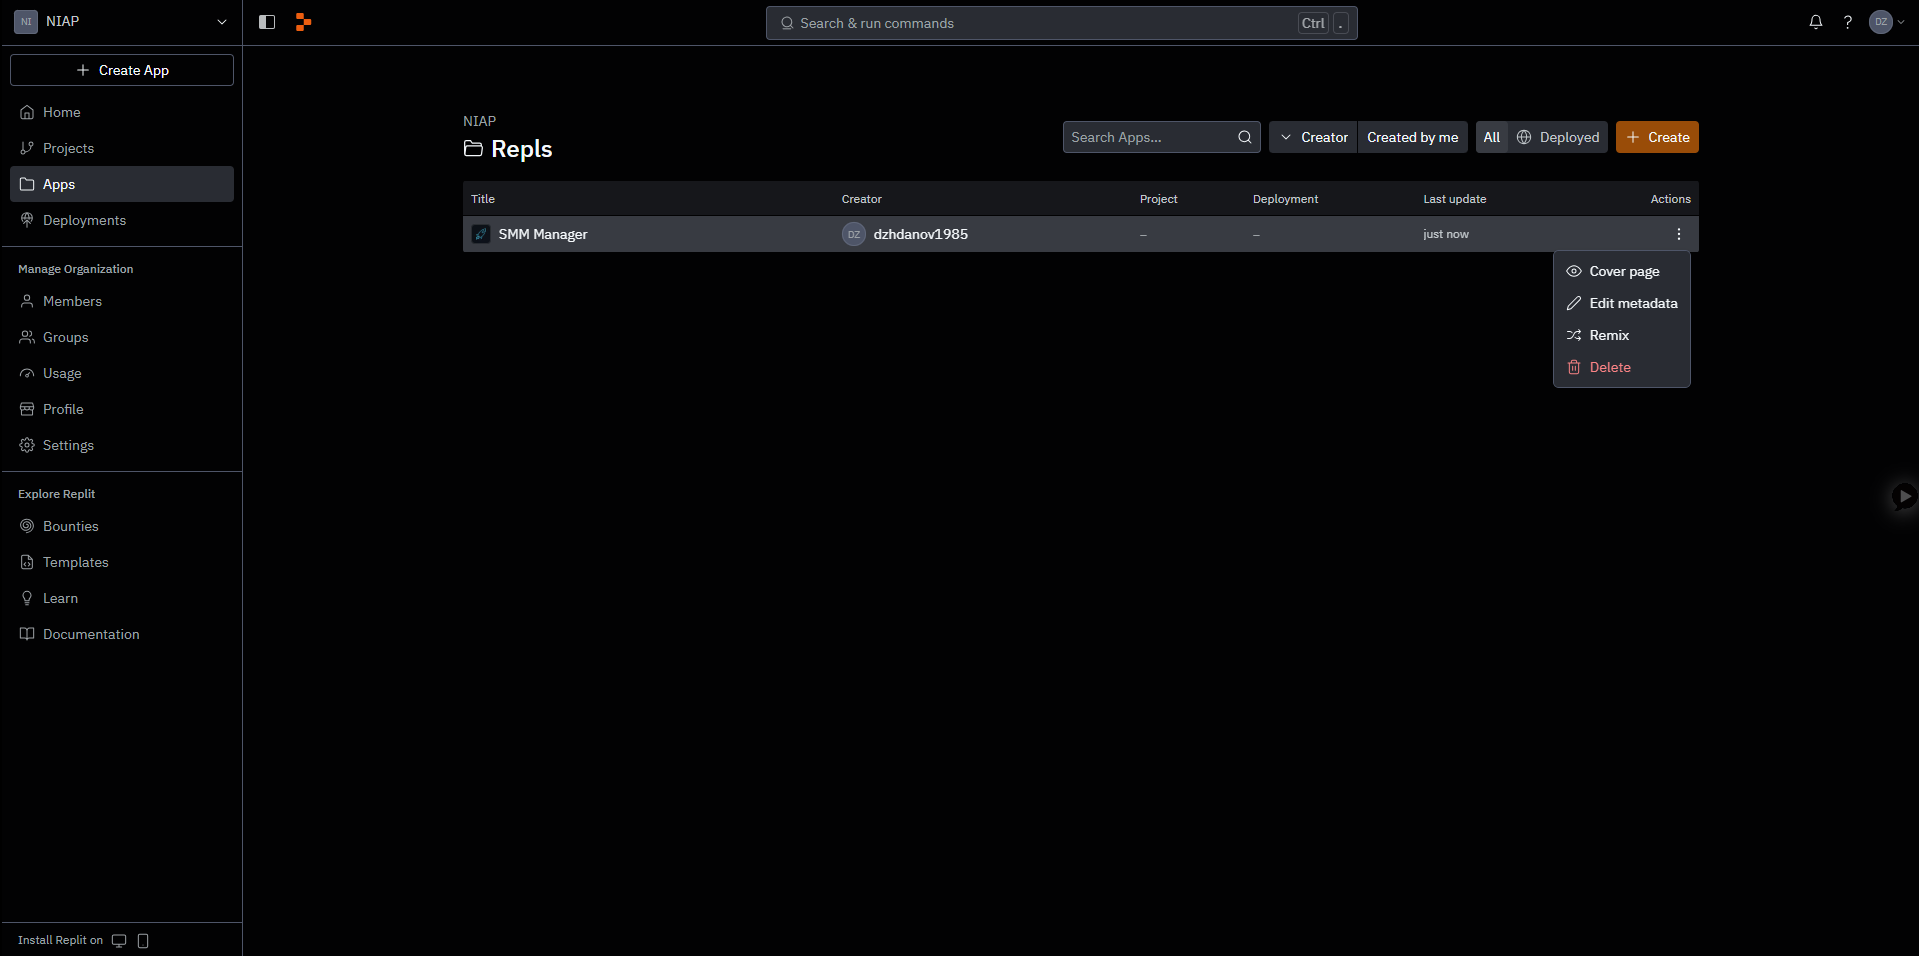 NI NIAP
Search & run commands Ctrl .
DZ
Create App
Home
Projects
Apps
Deployments
Manage Organization
Members
Groups
Usage
Profile
Settings
Explore Replit
Bounties
Templates
Learn
Documentation
Install Replit on
NIAP
Repls
Search Apps... Creator Created by me All Deployed Create
Title Creator Project Deployment Last update Actions
SMM Manager DZ dzhdanov1985 – – just now
Cover page
Edit metadata
Remix
Delete